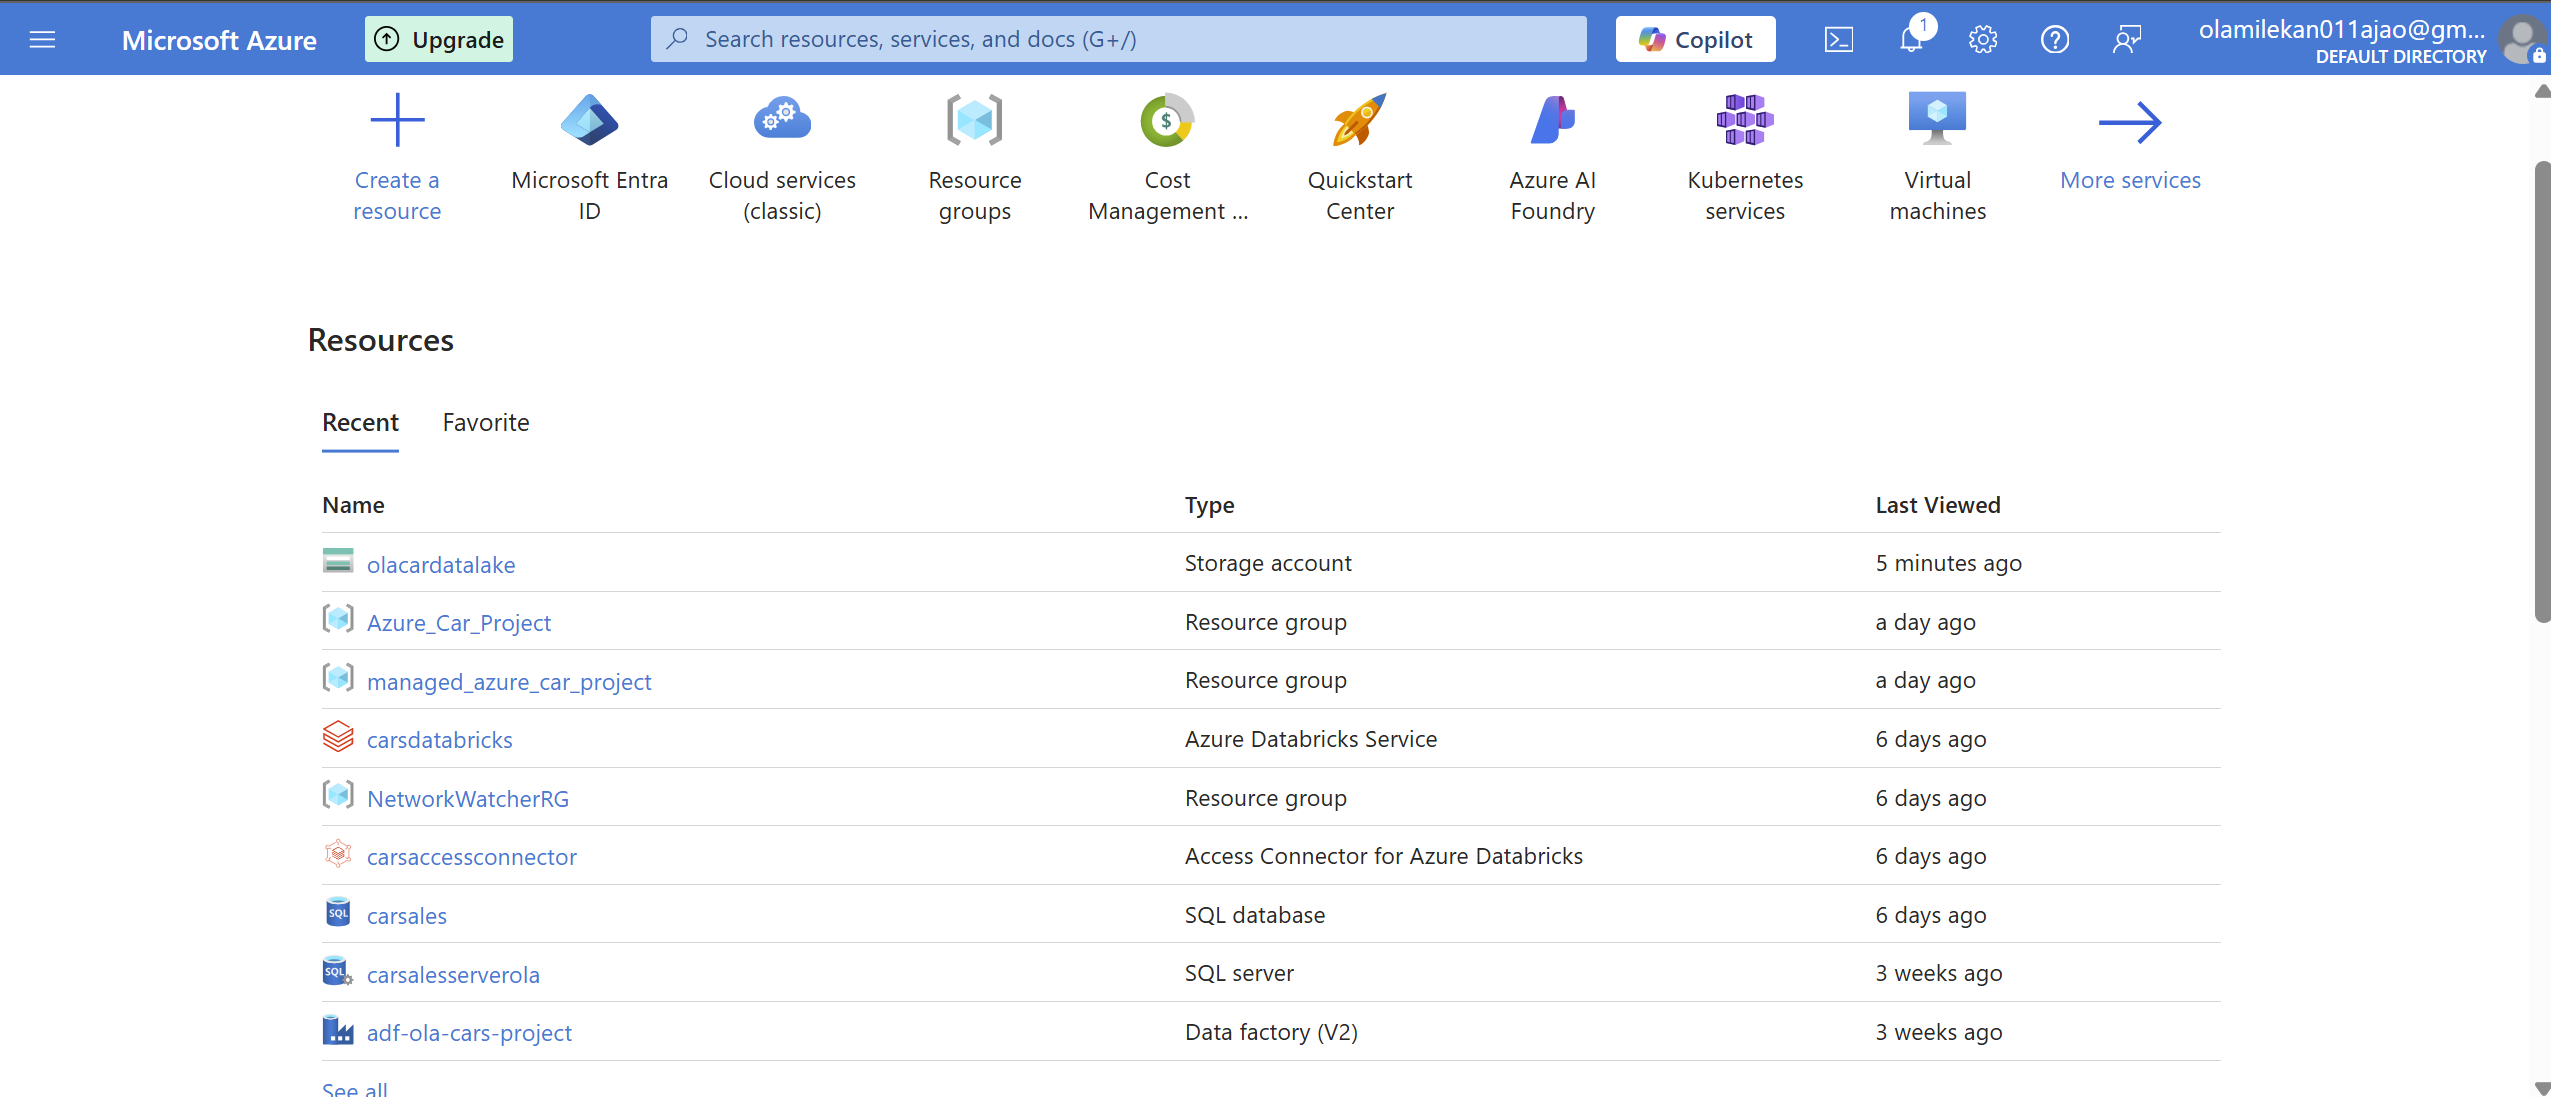 Microsoft Azure
Upgrade
Search resources, services, and docs (G+/)
Copilot
1
olamilekan011ajao@gm...
DEFAULT DIRECTORY
Create a
resource
Microsoft Entra
ID
Cloud services
(classic)
Resource
groups
Cost
Management ...
Quickstart
Center
Azure AI
Foundry
Kubernetes
services
Virtual
machines
More services
Resources
Recent Favorite
Name Type Last Viewed
olacardatalake Storage account 5 minutes ago
Azure_Car_Project Resource group a day ago
managed_azure_car_project Resource group a day ago
carsdatabricks Azure Databricks Service 6 days ago
NetworkWatcherRG Resource group 6 days ago
carsaccessconnector Access Connector for Azure Databricks 6 days ago
SQL carsales SQL database 6 days ago
SQL carsalesserverola SQL server 3 weeks ago
adf-ola-cars-project Data factory (V2) 3 weeks ago
See all